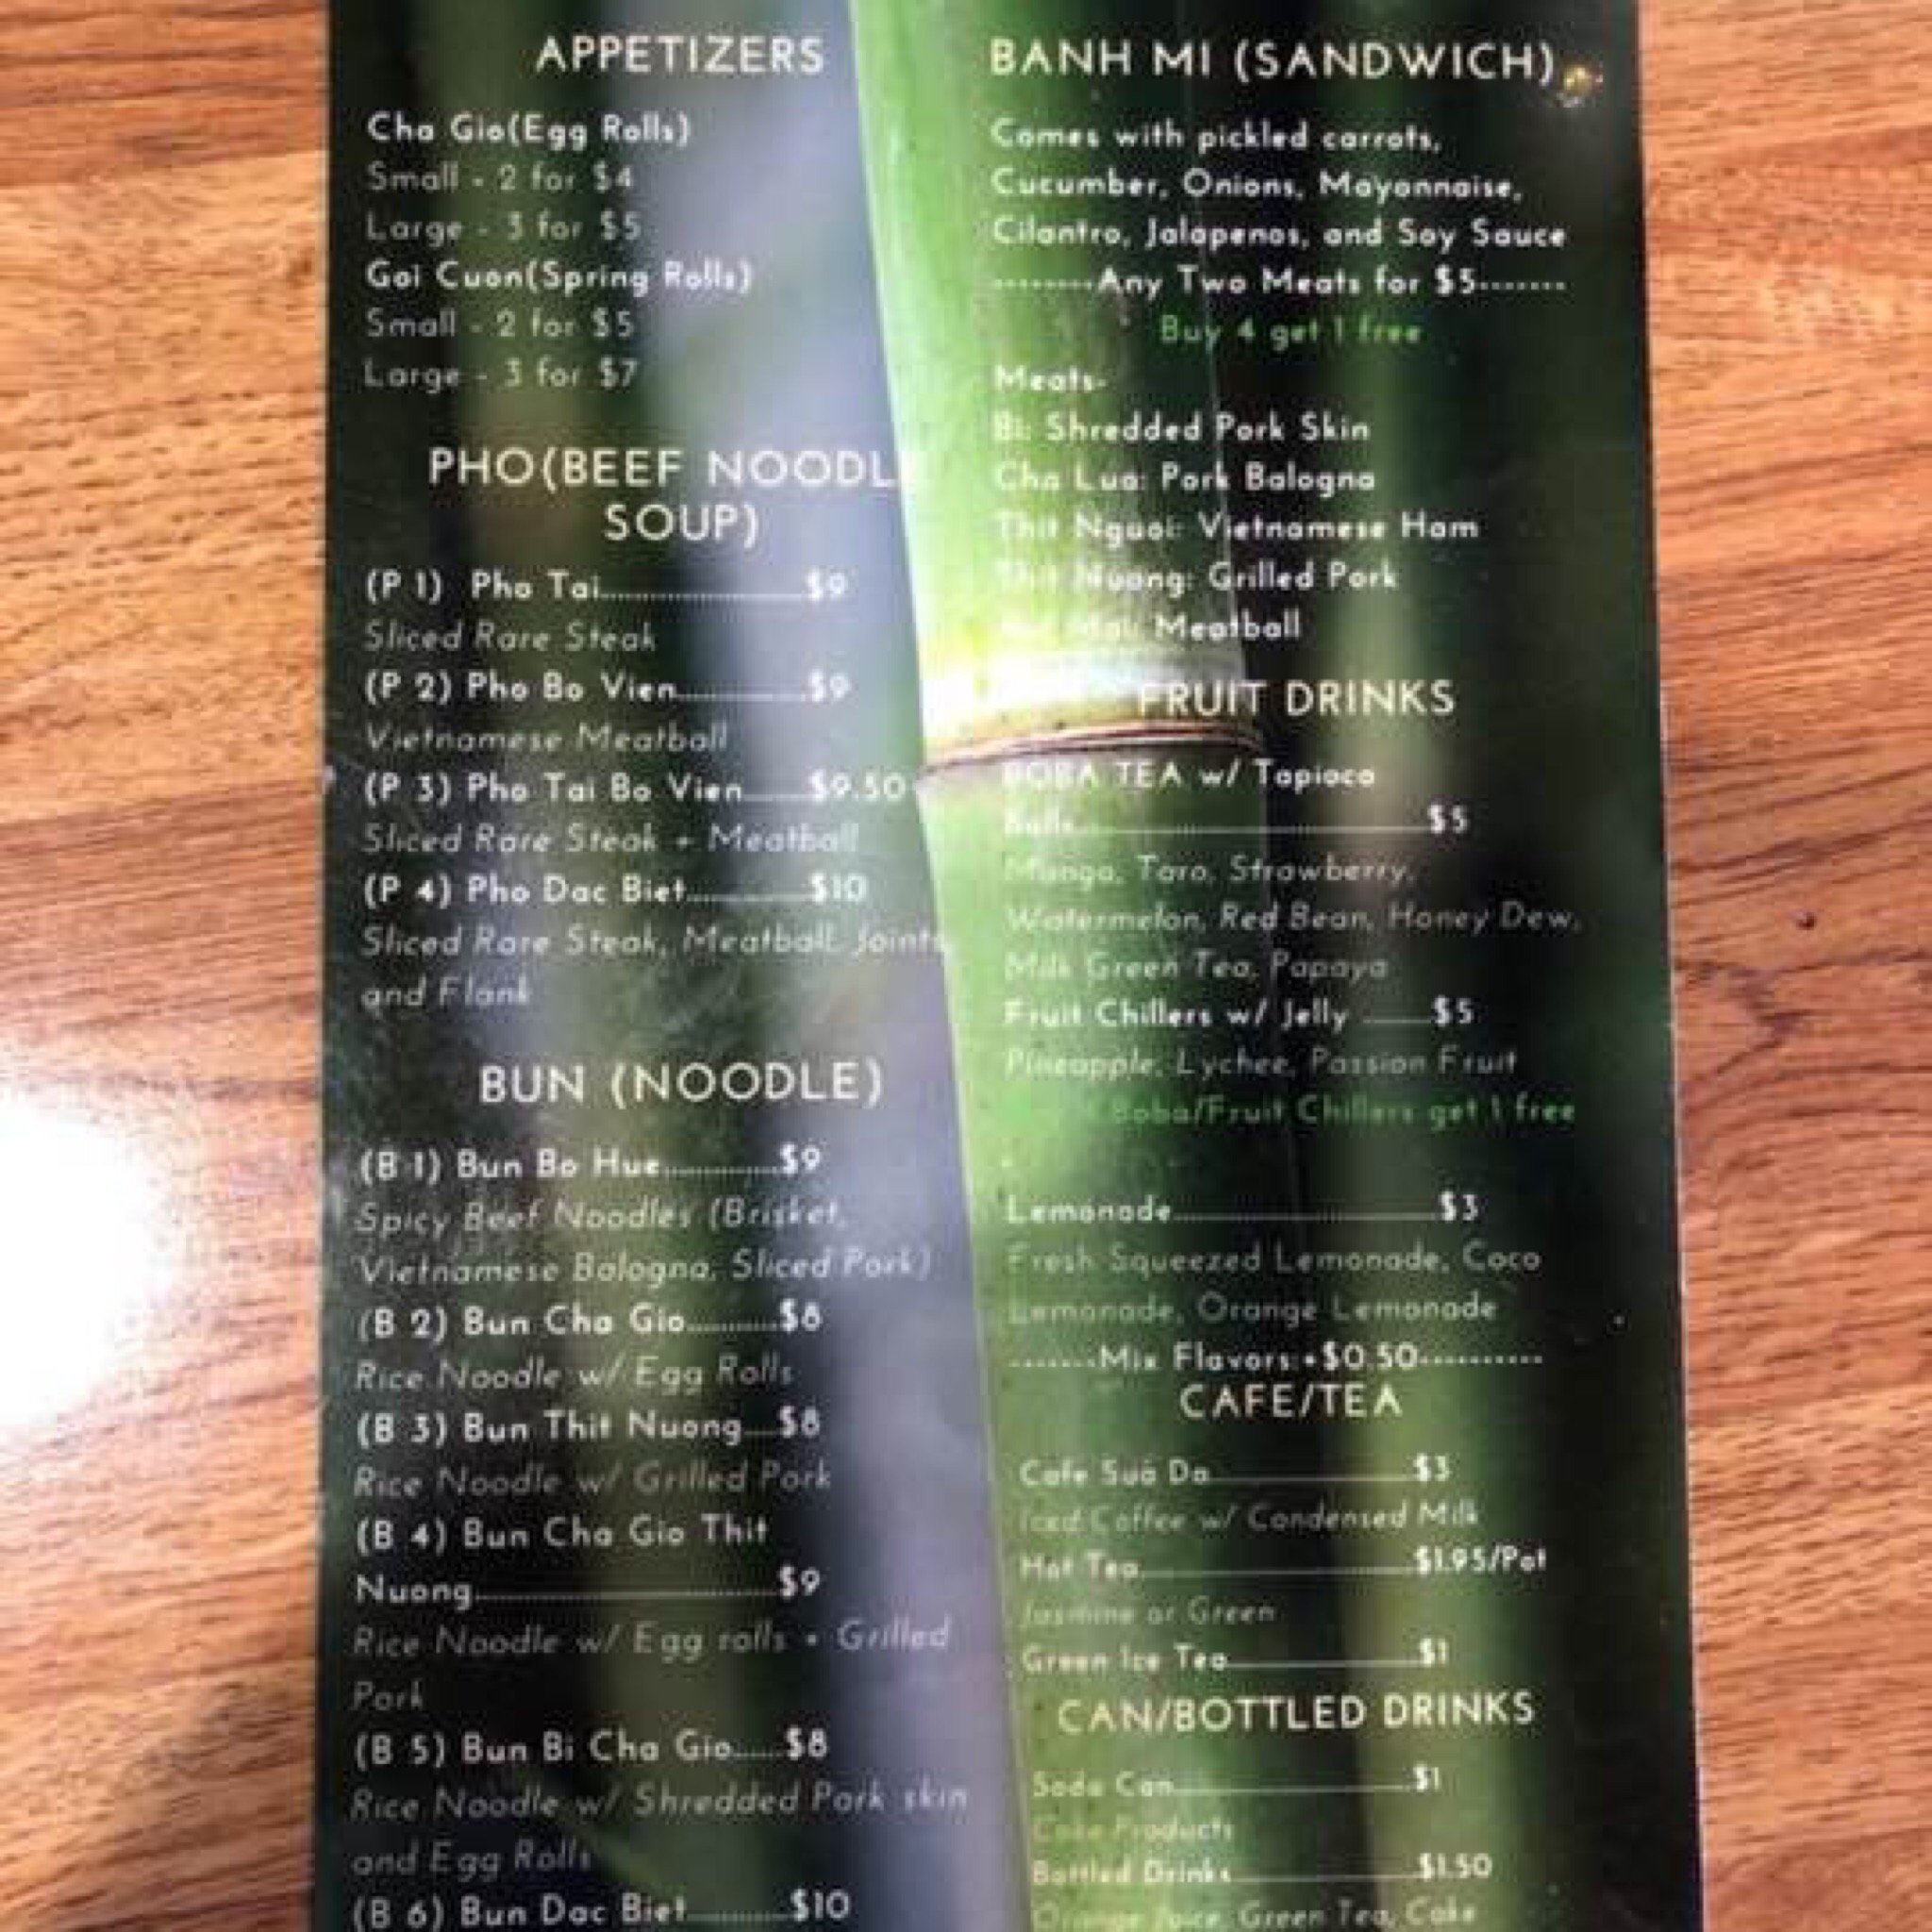 APPETIZERS
Cha Gio(Egg Rolls)
Small - 2 for $4
Large - 3 for $5
Goi Cuon(Spring Rolls)
Small - 2 for $5
Large - 3 for $7
PHO(BEEF NOODL
SOUP)
(P 1) Pho Tai....................$9
Sliced Rare Steak
(P 2) Pho Bo Vien.............$9
Vietnamese Meatball
(P 3) Pho Tai Bo Vien......$9.50
Sliced Rare Steak + Meatball
(P 4) Pho Dac Biet............$10
Sliced Rare Steak, Meatball, Joints
and Flank
BUN (NOODLE)
(B 1) Bun Bo Hue............$9
Spicy Beef Noodles (Brisket,
Vietnamese Bologna, Sliced Pork)
(B 2) Bun Cha Gio..........$8
Rice Noodle w/ Egg Rolls
(B 3) Bun Thit Nuong....$8
Rice Noodle w/ Grilled Pork
(B 4) Bun Cha Gio Thit
Nuong..............................$9
Rice Noodle w/ Egg rolls + Grilled
Pork
(B 5) Bun Bi Cha Gio.....$8
Rice Noodle w/ Shredded Pork skin
and Egg Rolls
(B 6) Bun Dac Biet..........$10
BANH MI (SANDWICH)
Comes with pickled carrots,
Cucumber, Onions, Mayonnaise,
Cilantro, Jalapenos, and Soy Sauce
--------Any Two Meats for $5-------
Buy 4 get 1 free
Meats-
Bi: Shredded Pork Skin
Cha Lua: Pork Balogna
Thit Nguoi: Vietnamese Ham
Thit Nuong: Grilled Pork
Meatball
FRUIT DRINKS
BOBA TEA w/ Tapioca
Balls...................................$5
Mango, Taro, Strawberry,
Watermelon, Red Bean, Honey Dew,
Milk Green Tea, Papaya
Fruit Chillers w/ Jelly .......$5
Pineapple, Lychee, Passion Fruit
Boba/Fruit Chillers get 1 free
Lemonade...........................$3
Fresh Squeezed Lemonade, Coco
Lemonade, Orange Lemonade
-------Mix Flavors +$0.50----------
CAFE/TEA
Cafe Sua Da....................$3
Iced Coffee w/ Condensed Milk
Hot Tea...........................$1.95/Pot
Jasmine or Green
Green Ice Tea...................$1
CAN/BOTTLED DRINKS
Soda Can.......................$1
Coke Products
Bottled Drinks..................$1.50
Orange Juice, Green Tea, Coke